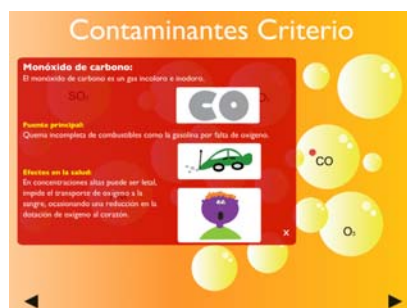 Contaminantes Criterio
Monóxido de carbono:
El monóxido de carbono es un gas incoloro e inodoro.
SO₂
CO
Fuente principal:
Quema incompleta de combustibles como la gasolina por falta de oxígeno.
CO
Efectos en la salud:
En concentraciones altas puede ser letal,
impide el transporte de oxígeno a la
sangre, ocasionando una reducción en la
dotación de oxígeno al corazón.
x
O₃